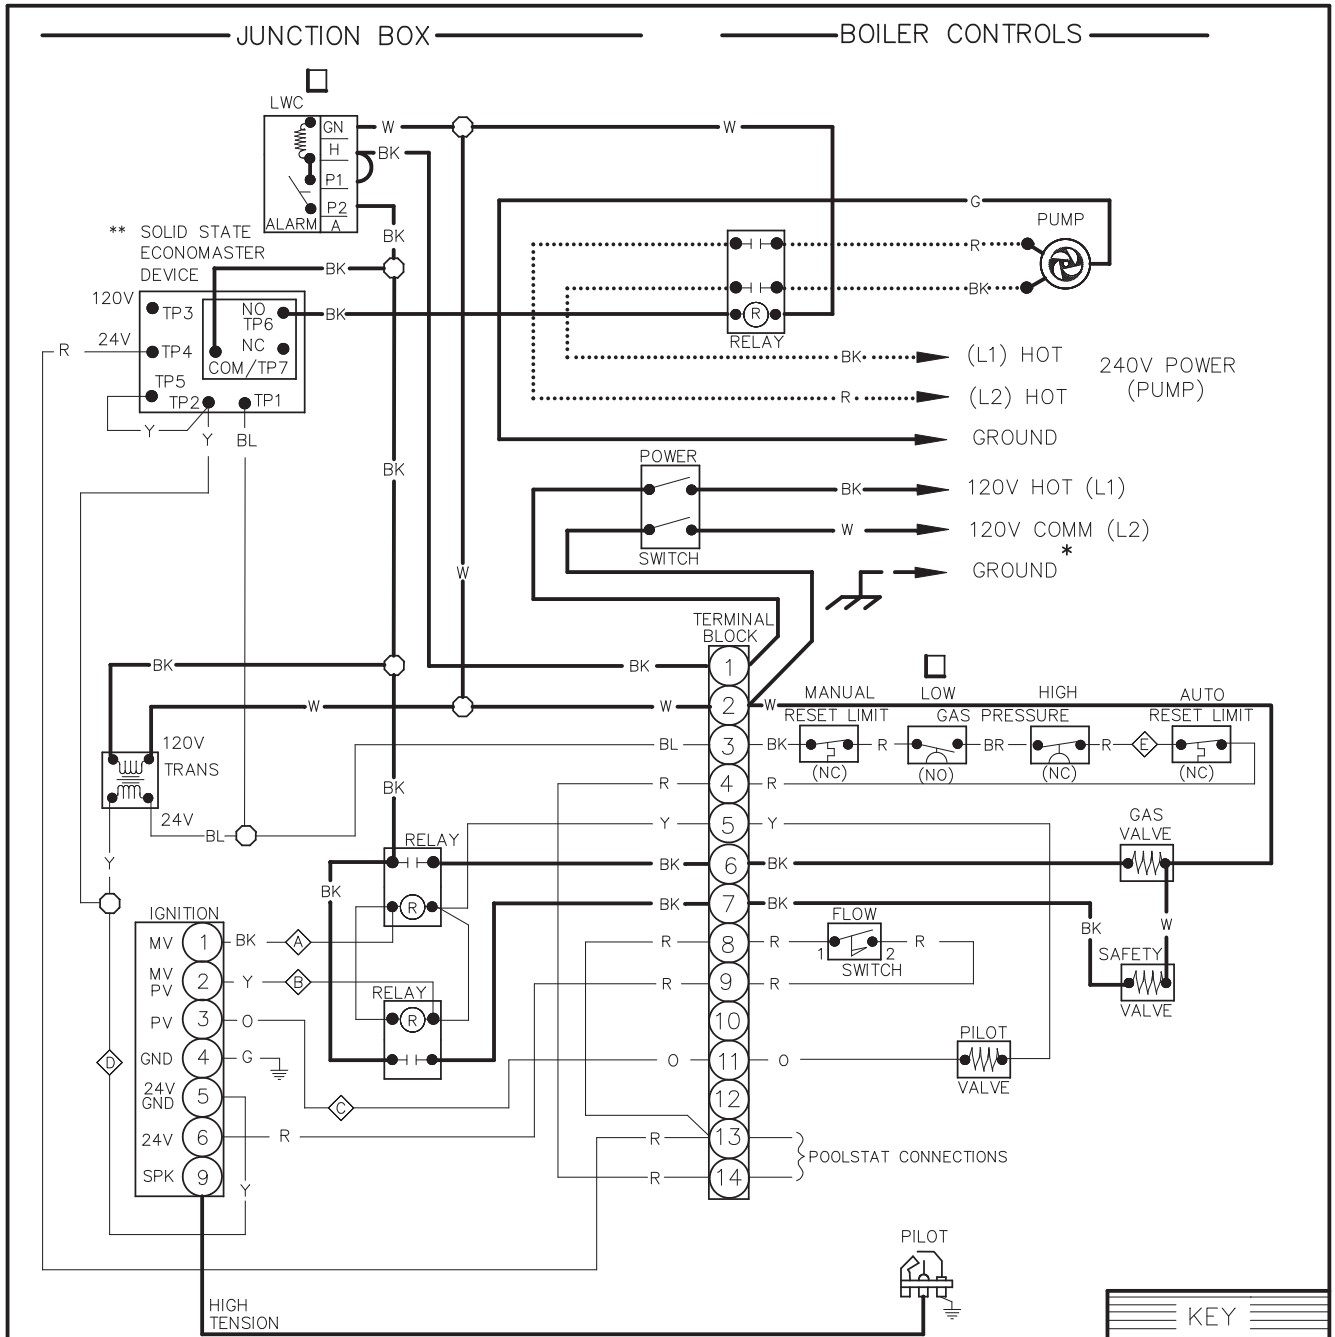 JUNCTION BOX
BOILER CONTROLS
LWC
GN
W
W
H
BK
P1
P2
ALARM
A
BK
G
PUMP
** SOLID STATE
ECONOMASTER
DEVICE
BK
R
120V
TP3
NO
TP6
BK
BK
R
RELAY
R
24V
TP4
NC
COM/TP7
BK
(L1) HOT
240V POWER
(PUMP)
TP5
TP2
TP1
R
(L2) HOT
Y
Y
BL
GROUND
POWER
BK
BK
120V HOT (L1)
W
120V COMM (L2)
SWITCH
*
GROUND
W
TERMINAL
BLOCK
BK
BK
1
MANUAL
RESET LIMIT
LOW
HIGH
GAS PRESSURE
AUTO
RESET LIMIT
W
W
2
W
120V
TRANS
BL
3
BK
R
BR
R
E
(NC)
(NO)
(NC)
(NC)
BK
R
4
R
24V
BL
Y
5
Y
GAS
VALVE
RELAY
Y
BK
6
BK
BK
R
BK
7
BK
FLOW
BK
W
IGNITION
MV
1
BK
A
R
8
R
1
2
R
SWITCH
SAFETY
VALVE
MV
PV
2
Y
B
RELAY
R
9
R
PV
3
O
R
10
PILOT
VALVE
D
GND
4
G
O
11
O
24V
GND
5
C
12
24V
6
R
R
13
POOLSTAT CONNECTIONS
SPK
9
Y
R
14
PILOT
HIGH
TENSION
KEY